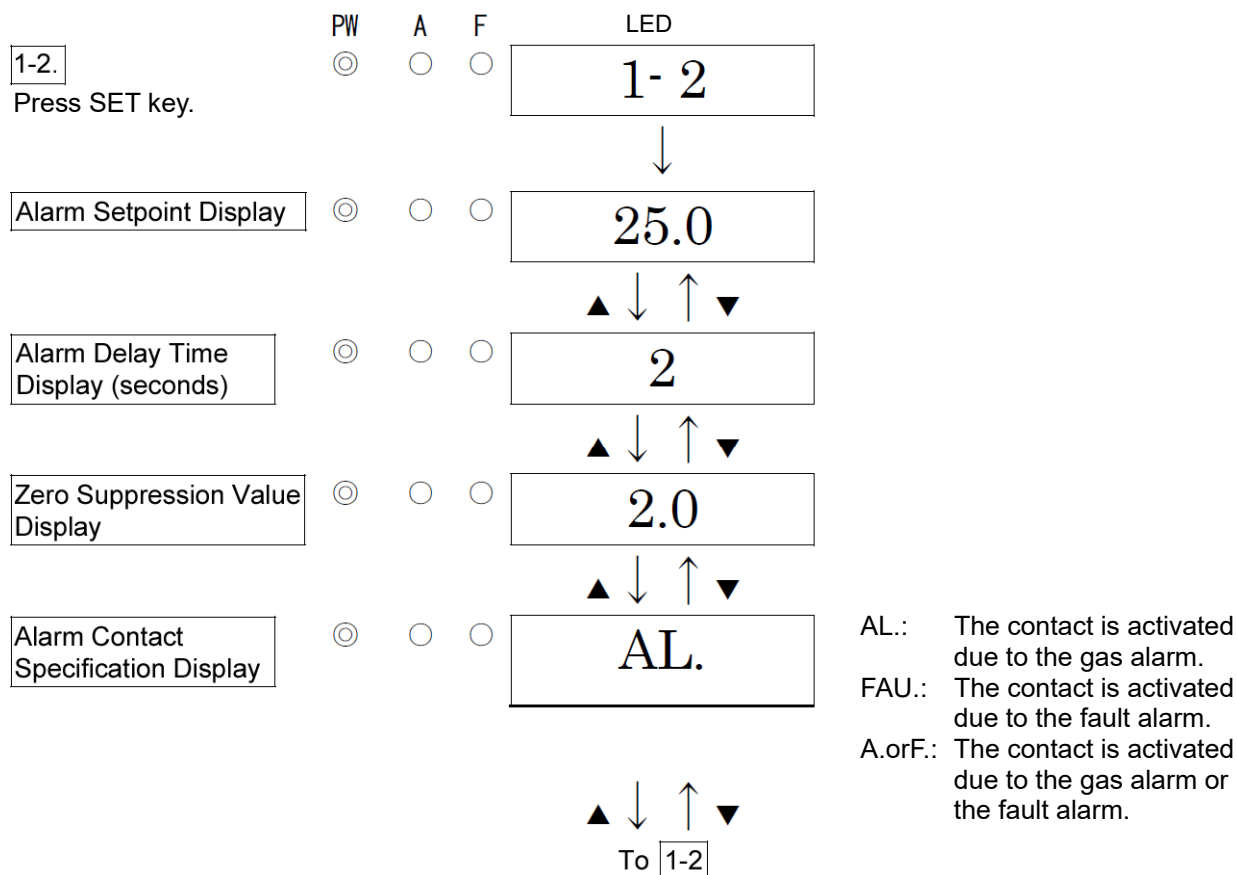 PW A F LED
1-2. ◎ ○ ○ 1- 2
Press SET key.
↓
Alarm Setpoint Display ◎ ○ ○ 25.0
▲ ↓ ↑ ▼
Alarm Delay Time
Display (seconds) ◎ ○ ○ 2
▲ ↓ ↑ ▼
Zero Suppression Value
Display ◎ ○ ○ 2.0
▲ ↓ ↑ ▼
Alarm Contact
Specification Display ◎ ○ ○ AL.
AL.: The contact is activated
due to the gas alarm.
FAU.: The contact is activated
due to the fault alarm.
A.orF.: The contact is activated
due to the gas alarm or
the fault alarm.
▲ ↓ ↑ ▼
To 1-2